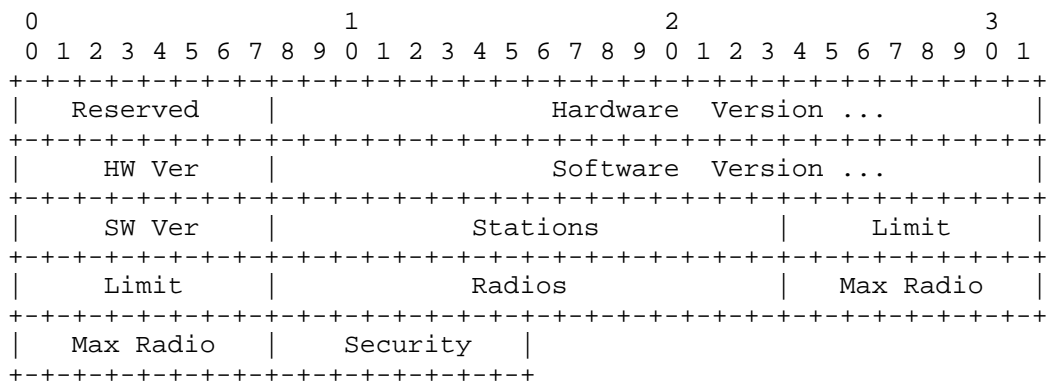 0                   1                   2                   3
 0 1 2 3 4 5 6 7 8 9 0 1 2 3 4 5 6 7 8 9 0 1 2 3 4 5 6 7 8 9 0 1
+-+-+-+-+-+-+-+-+-+-+-+-+-+-+-+-+-+-+-+-+-+-+-+-+-+-+-+-+-+-+-+-+
|   Reserved    |                 Hardware  Version ...         |
+-+-+-+-+-+-+-+-+-+-+-+-+-+-+-+-+-+-+-+-+-+-+-+-+-+-+-+-+-+-+-+-+
|     HW Ver    |                 Software  Version ...         |
+-+-+-+-+-+-+-+-+-+-+-+-+-+-+-+-+-+-+-+-+-+-+-+-+-+-+-+-+-+-+-+-+
|     SW Ver    |            Stations           |     Limit     |
+-+-+-+-+-+-+-+-+-+-+-+-+-+-+-+-+-+-+-+-+-+-+-+-+-+-+-+-+-+-+-+-+
|     Limit     |            Radios             |   Max Radio   |
+-+-+-+-+-+-+-+-+-+-+-+-+-+-+-+-+-+-+-+-+-+-+-+-+-+-+-+-+-+-+-+-+
|   Max Radio   |    Security   |
+-+-+-+-+-+-+-+-+-+-+-+-+-+-+-+-+